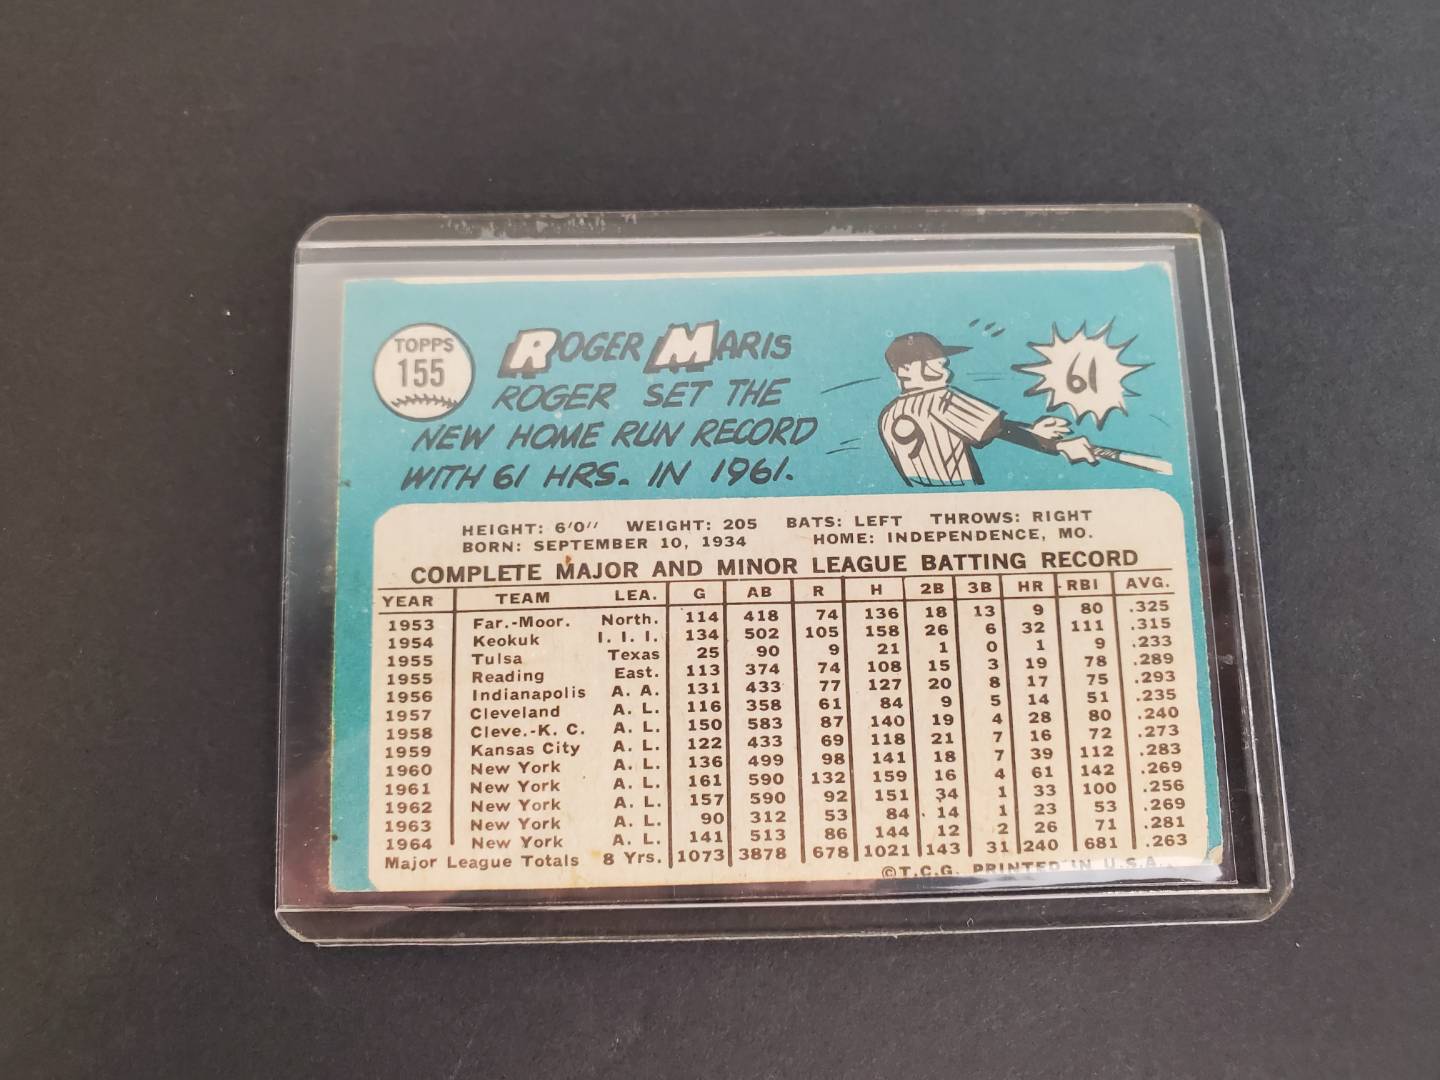 TOPPS
155
ROGER MARIS
ROGER SET THE
NEW HOME RUN RECORD
WITH 61 HRS. IN 1961.
9
61
HEIGHT: 6'0" WEIGHT: 205 BATS: LEFT THROWS: RIGHT
BORN: SEPTEMBER 10, 1934 HOME: INDEPENDENCE, MO.
COMPLETE MAJOR AND MINOR LEAGUE BATTING RECORD
YEAR TEAM LEA. G AB R H 2B 3B HR RBI AVG.
1953 Far.-Moor. North. 114 418 74 136 18 13 9 80 .325
1954 Keokuk I. I. I. 134 502 105 158 26 6 32 111 .315
1955 Tulsa Texas 25 90 9 21 1 0 1 9 .233
1955 Reading East. 113 374 74 108 15 3 19 78 .289
1956 Indianapolis A. A. 131 433 77 127 20 8 17 75 .293
1957 Cleveland A. L. 116 358 61 84 9 5 14 51 .235
1958 Cleve.-K. C. A. L. 150 583 87 140 19 4 28 80 .240
1959 Kansas City A. L. 122 433 69 118 21 7 16 72 .273
1960 New York A. L. 136 499 98 141 18 7 39 112 .283
1961 New York A. L. 161 590 132 159 16 4 61 142 .269
1962 New York A. L. 157 590 92 151 34 1 33 100 .256
1963 New York A. L. 90 312 53 84 14 1 23 53 .269
1964 New York A. L. 141 513 86 144 12 2 26 71 .281
Major League Totals 8 Yrs. 1073 3878 678 1021 143 31 240 681 .263
©T.C.G. PRINTED IN U.S.A.